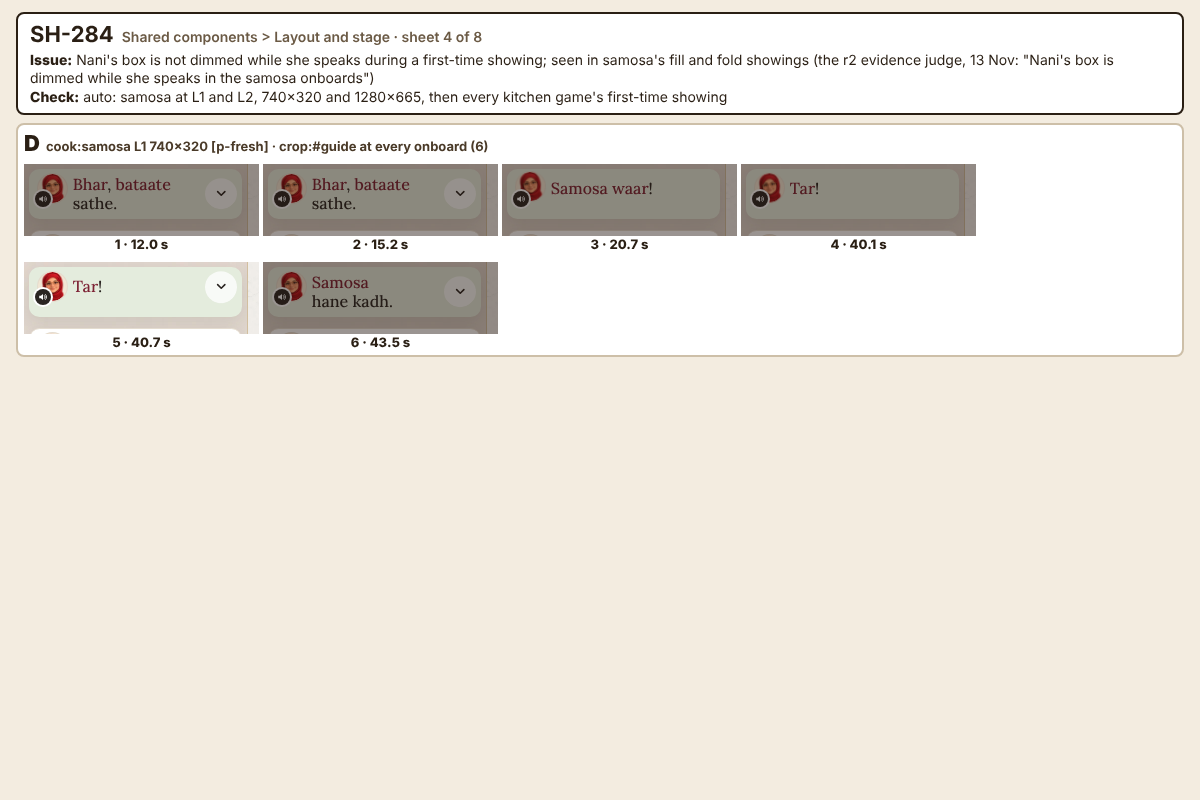 SH-284 Shared components > Layout and stage · sheet 4 of 8
Issue: Nani's box is not dimmed while she speaks during a first-time showing; seen in samosa's fill and fold showings (the r2 evidence judge, 13 Nov: "Nani's box is
dimmed while she speaks in the samosa onboards")
Check: auto: samosa at L1 and L2, 740×320 and 1280×665, then every kitchen game's first-time showing
D cook:samosa L1 740×320 [p-fresh] · crop:#guide at every onboard (6)
Bhar, bataate
sathe.
1 · 12.0 s
Bhar, bataate
sathe.
2 · 15.2 s
Samosa waar!
3 · 20.7 s
Tar!
4 · 40.1 s
Tar!
5 · 40.7 s
Samosa
hane kadh.
6 · 43.5 s